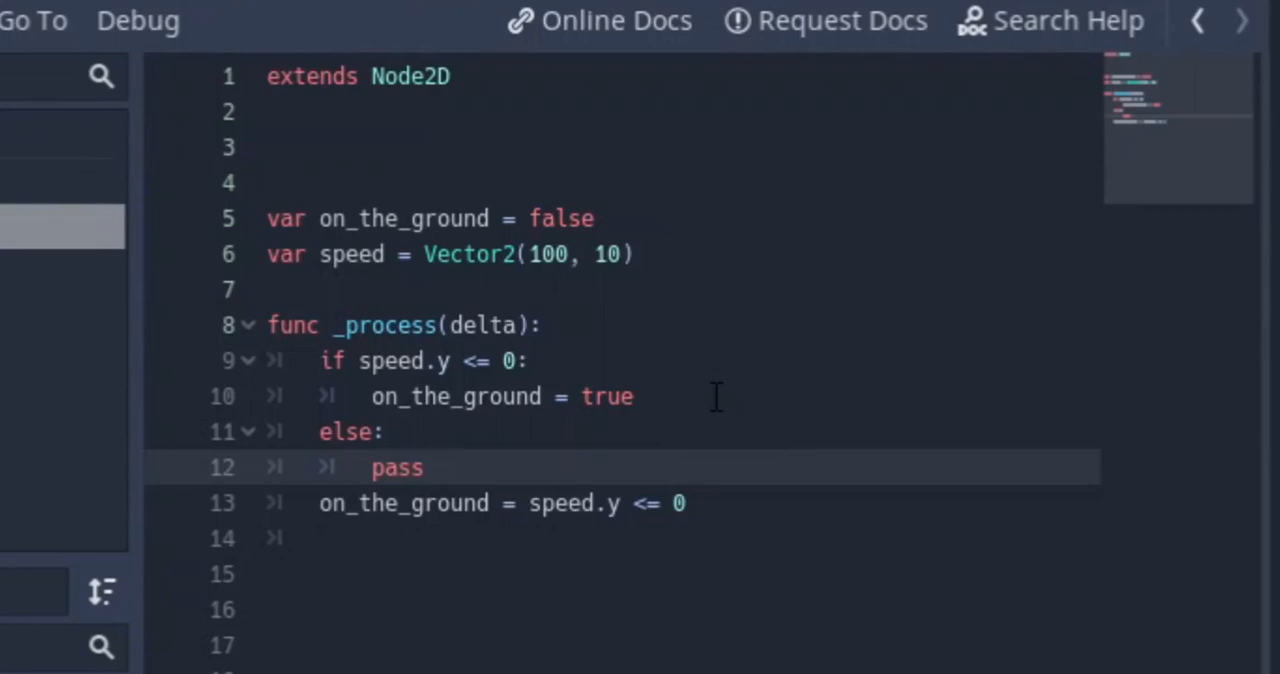 Go To Debug Online Docs Request Docs DOC Search Help
1 extends Node2D
2
3
4
5 var on_the_ground = false
6 var speed = Vector2(100, 10)
7
8 func _process(delta):
9 if speed.y <= 0:
10 on_the_ground = true
11 else:
12 pass
13 on_the_ground = speed.y <= 0
14
15
16
17